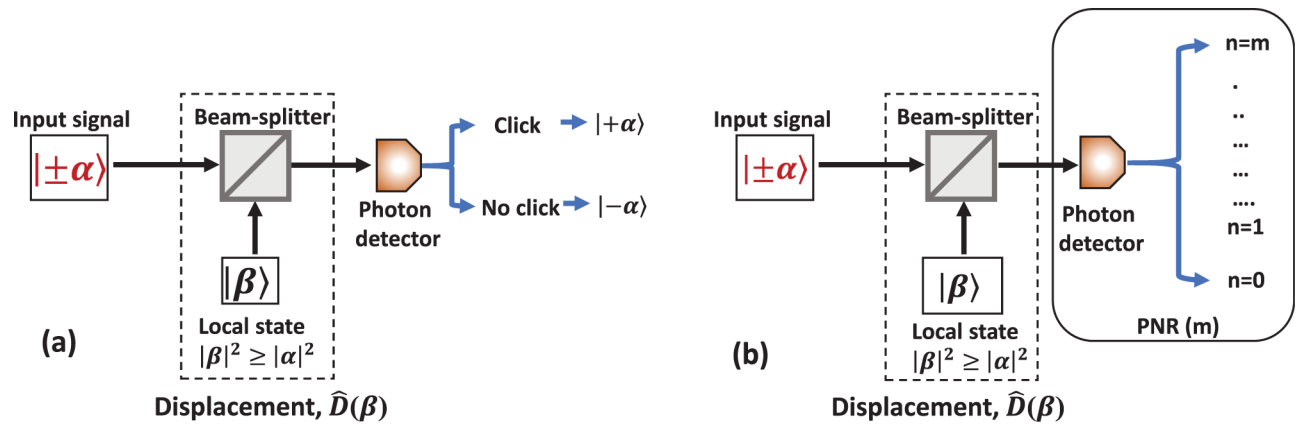 Input signal
|±α⟩
Beam-splitter
Click
|+α⟩
No click
|−α⟩
Photon
detector
|β⟩
Local state
|β|² ≥ |α|²
(a)
Displacement, D̂(β)
Input signal
|±α⟩
Beam-splitter
Photon
detector
|β⟩
Local state
|β|² ≥ |α|²
(b)
Displacement, D̂(β)
n=m
.
..
...
...
....
n=1
n=0
PNR (m)